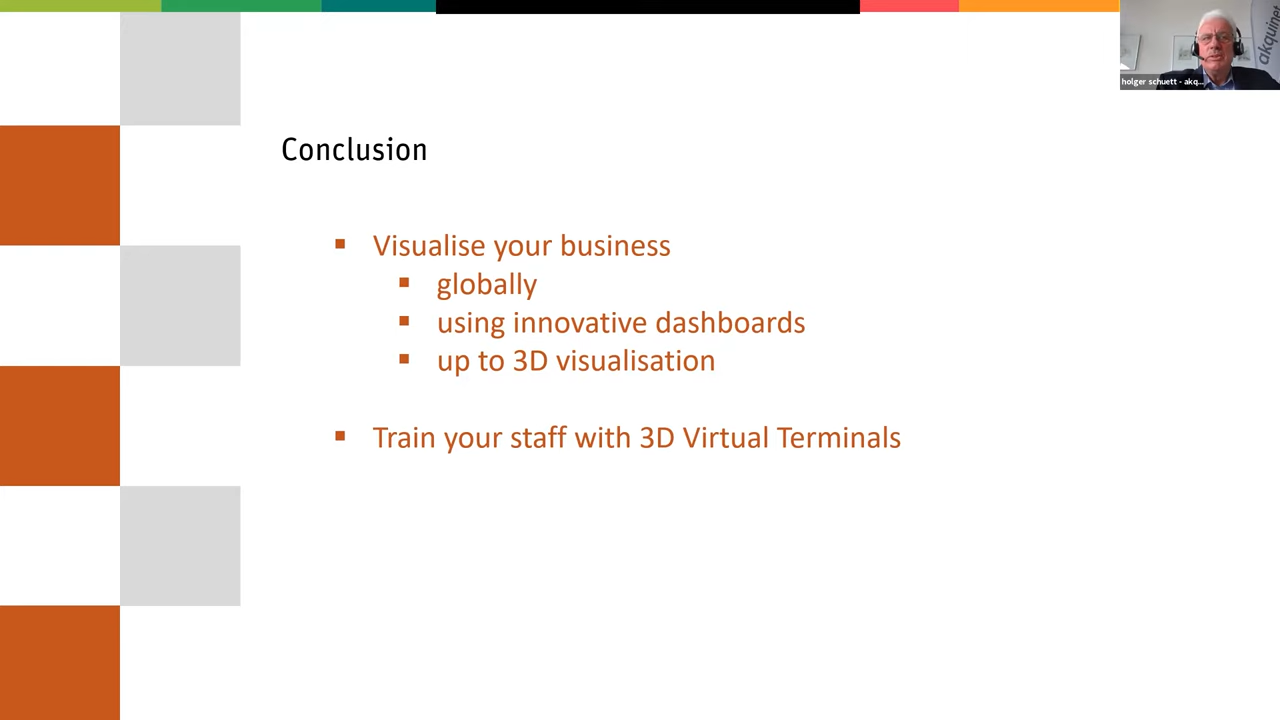 akquinet
holger schuett - akq...
Conclusion
▪ Visualise your business
▪ globally
▪ using innovative dashboards
▪ up to 3D visualisation
▪ Train your staff with 3D Virtual Terminals